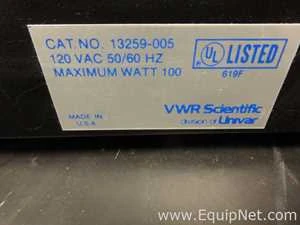 CAT. NO. 13259-005
120 VAC 50/60 HZ
MAXIMUM WATT 100
UL LISTED
619F
MADE IN
U.S.A.
VWR Scientific
division of Univar
www.EquipNet.com